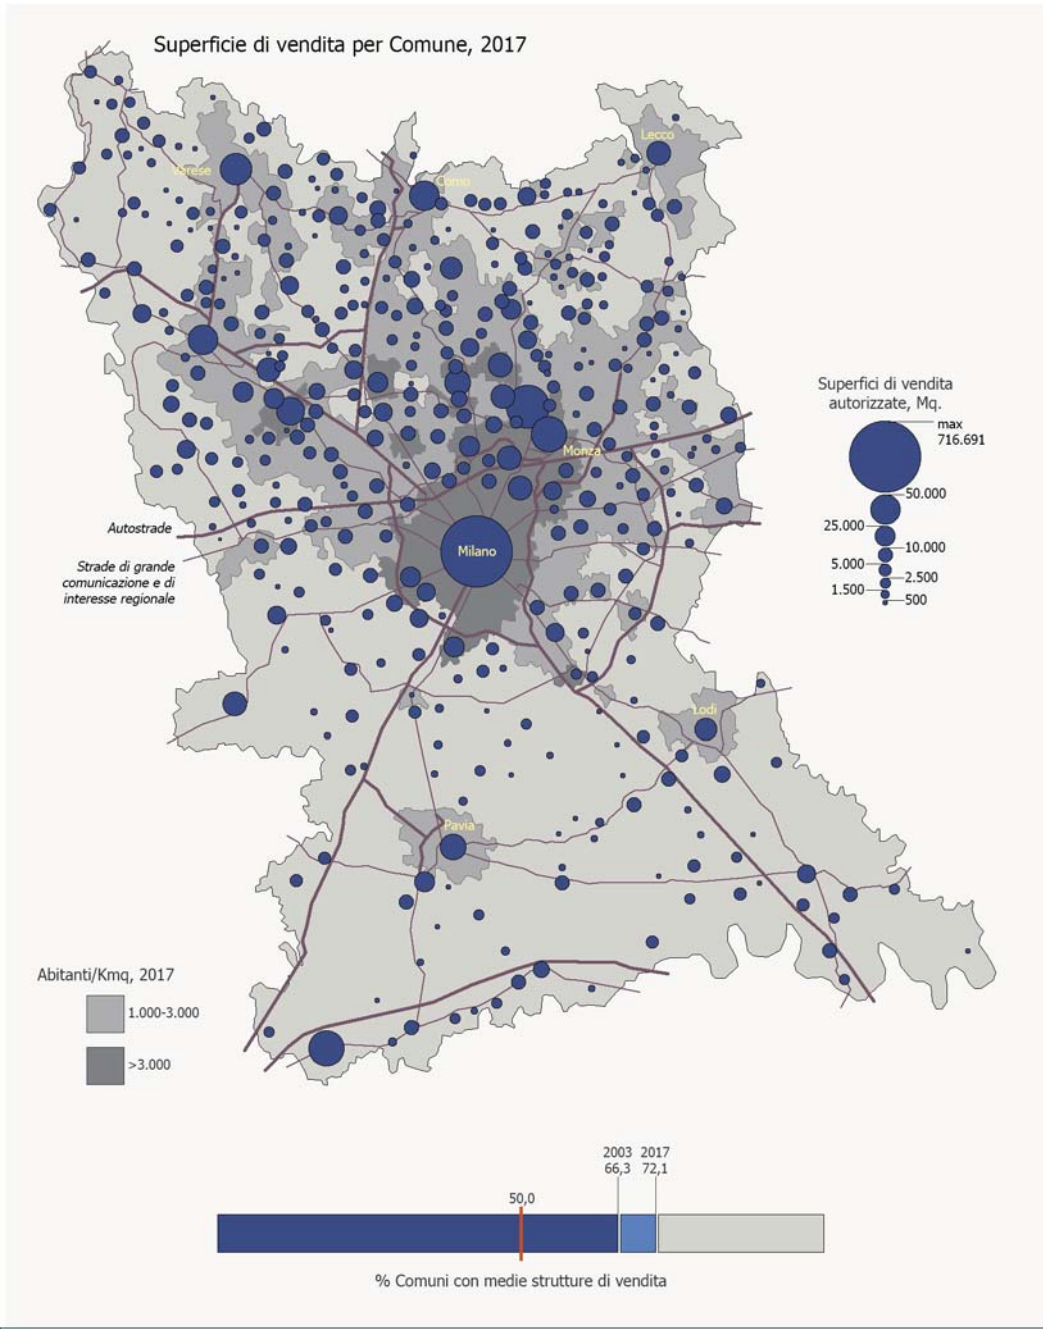 Superficie di vendita per Comune, 2017
Lecco
Varese
Como
Superfici di vendita
autorizzate, Mq.
max
716.691
Monza
50.000
25.000
10.000
5.000
2.500
1.500
500
Autostrade
Milano
Strade di grande
comunicazione e di
interesse regionale
Lodi
Pavia
Abitanti/Kmq, 2017
1.000-3.000
>3.000
2003 2017
66,3 72,1
50,0
% Comuni con medie strutture di vendita